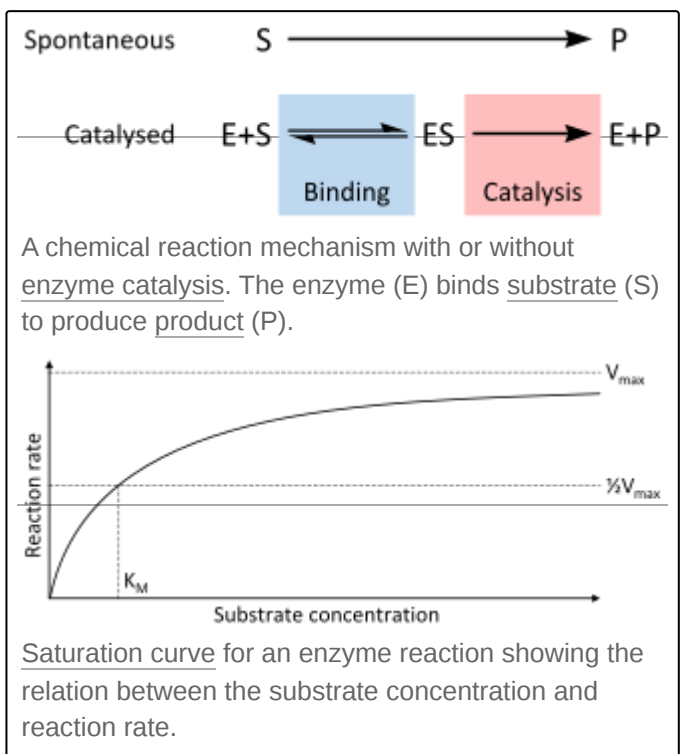 Spontaneous S P
Catalysed E+S ES E+P
Binding Catalysis
A chemical reaction mechanism with or without
enzyme catalysis. The enzyme (E) binds substrate (S)
to produce product (P).
Vmax
½Vmax
Reaction rate
KM
Substrate concentration
Saturation curve for an enzyme reaction showing the
relation between the substrate concentration and
reaction rate.